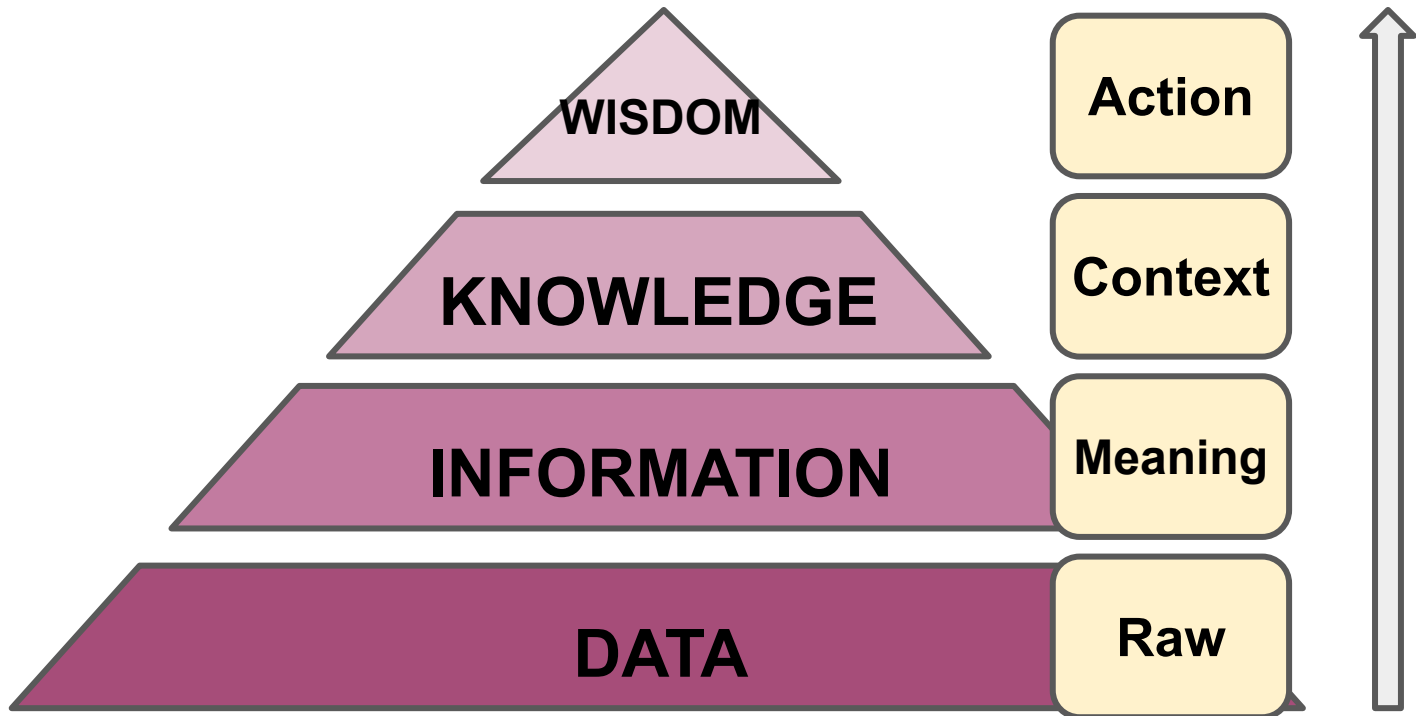 WISDOM
Action
KNOWLEDGE
Context
INFORMATION
Meaning
DATA
Raw